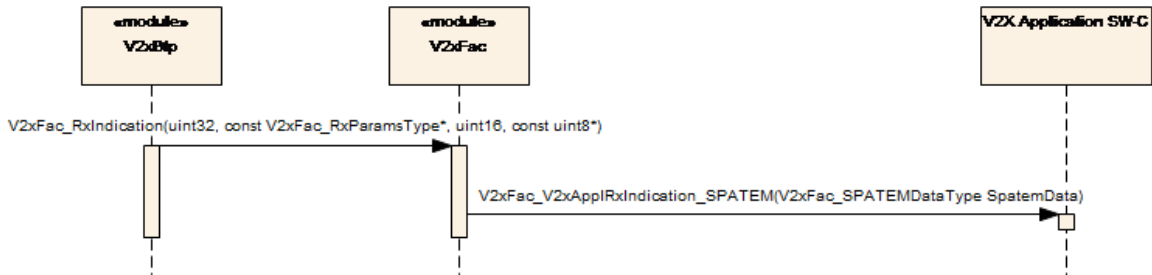 «module»
V2xBtp
«module»
V2xFac
V2X Application SW-C
V2xFac_RxIndication(uint32, const V2xFac_RxParamsType*, uint16, const uint8*)
V2xFac_V2xApplRxIndication_SPATEM(V2xFac_SPATEMDataType SpatemData)